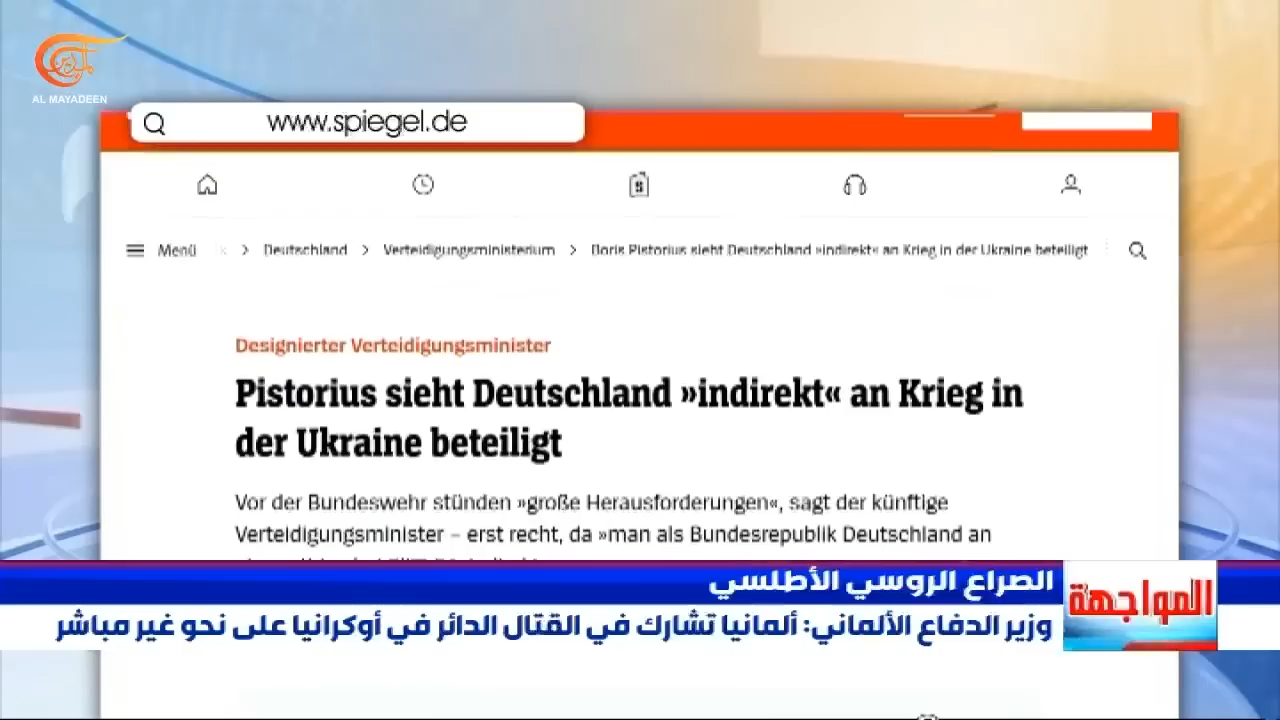 AL MAYADEEN
www.spiegel.de
Menü > Deutschland > Verteidigungsministerium > Boris Pistorius sieht Deutschland »indirekt« an Krieg in der Ukraine beteiligt
Designierter Verteidigungsminister
Pistorius sieht Deutschland »indirekt« an Krieg in
der Ukraine beteiligt
Vor der Bundeswehr stünden »große Herausforderungen«, sagt der künftige
Verteidigungsminister – erst recht, da »man als Bundesrepublik Deutschland an
الصراع الروسي الأطلسي
المواجهة
وزير الدفاع الألماني: ألمانيا تشارك في القتال الدائر في أوكرانيا على نحو غير مباشر